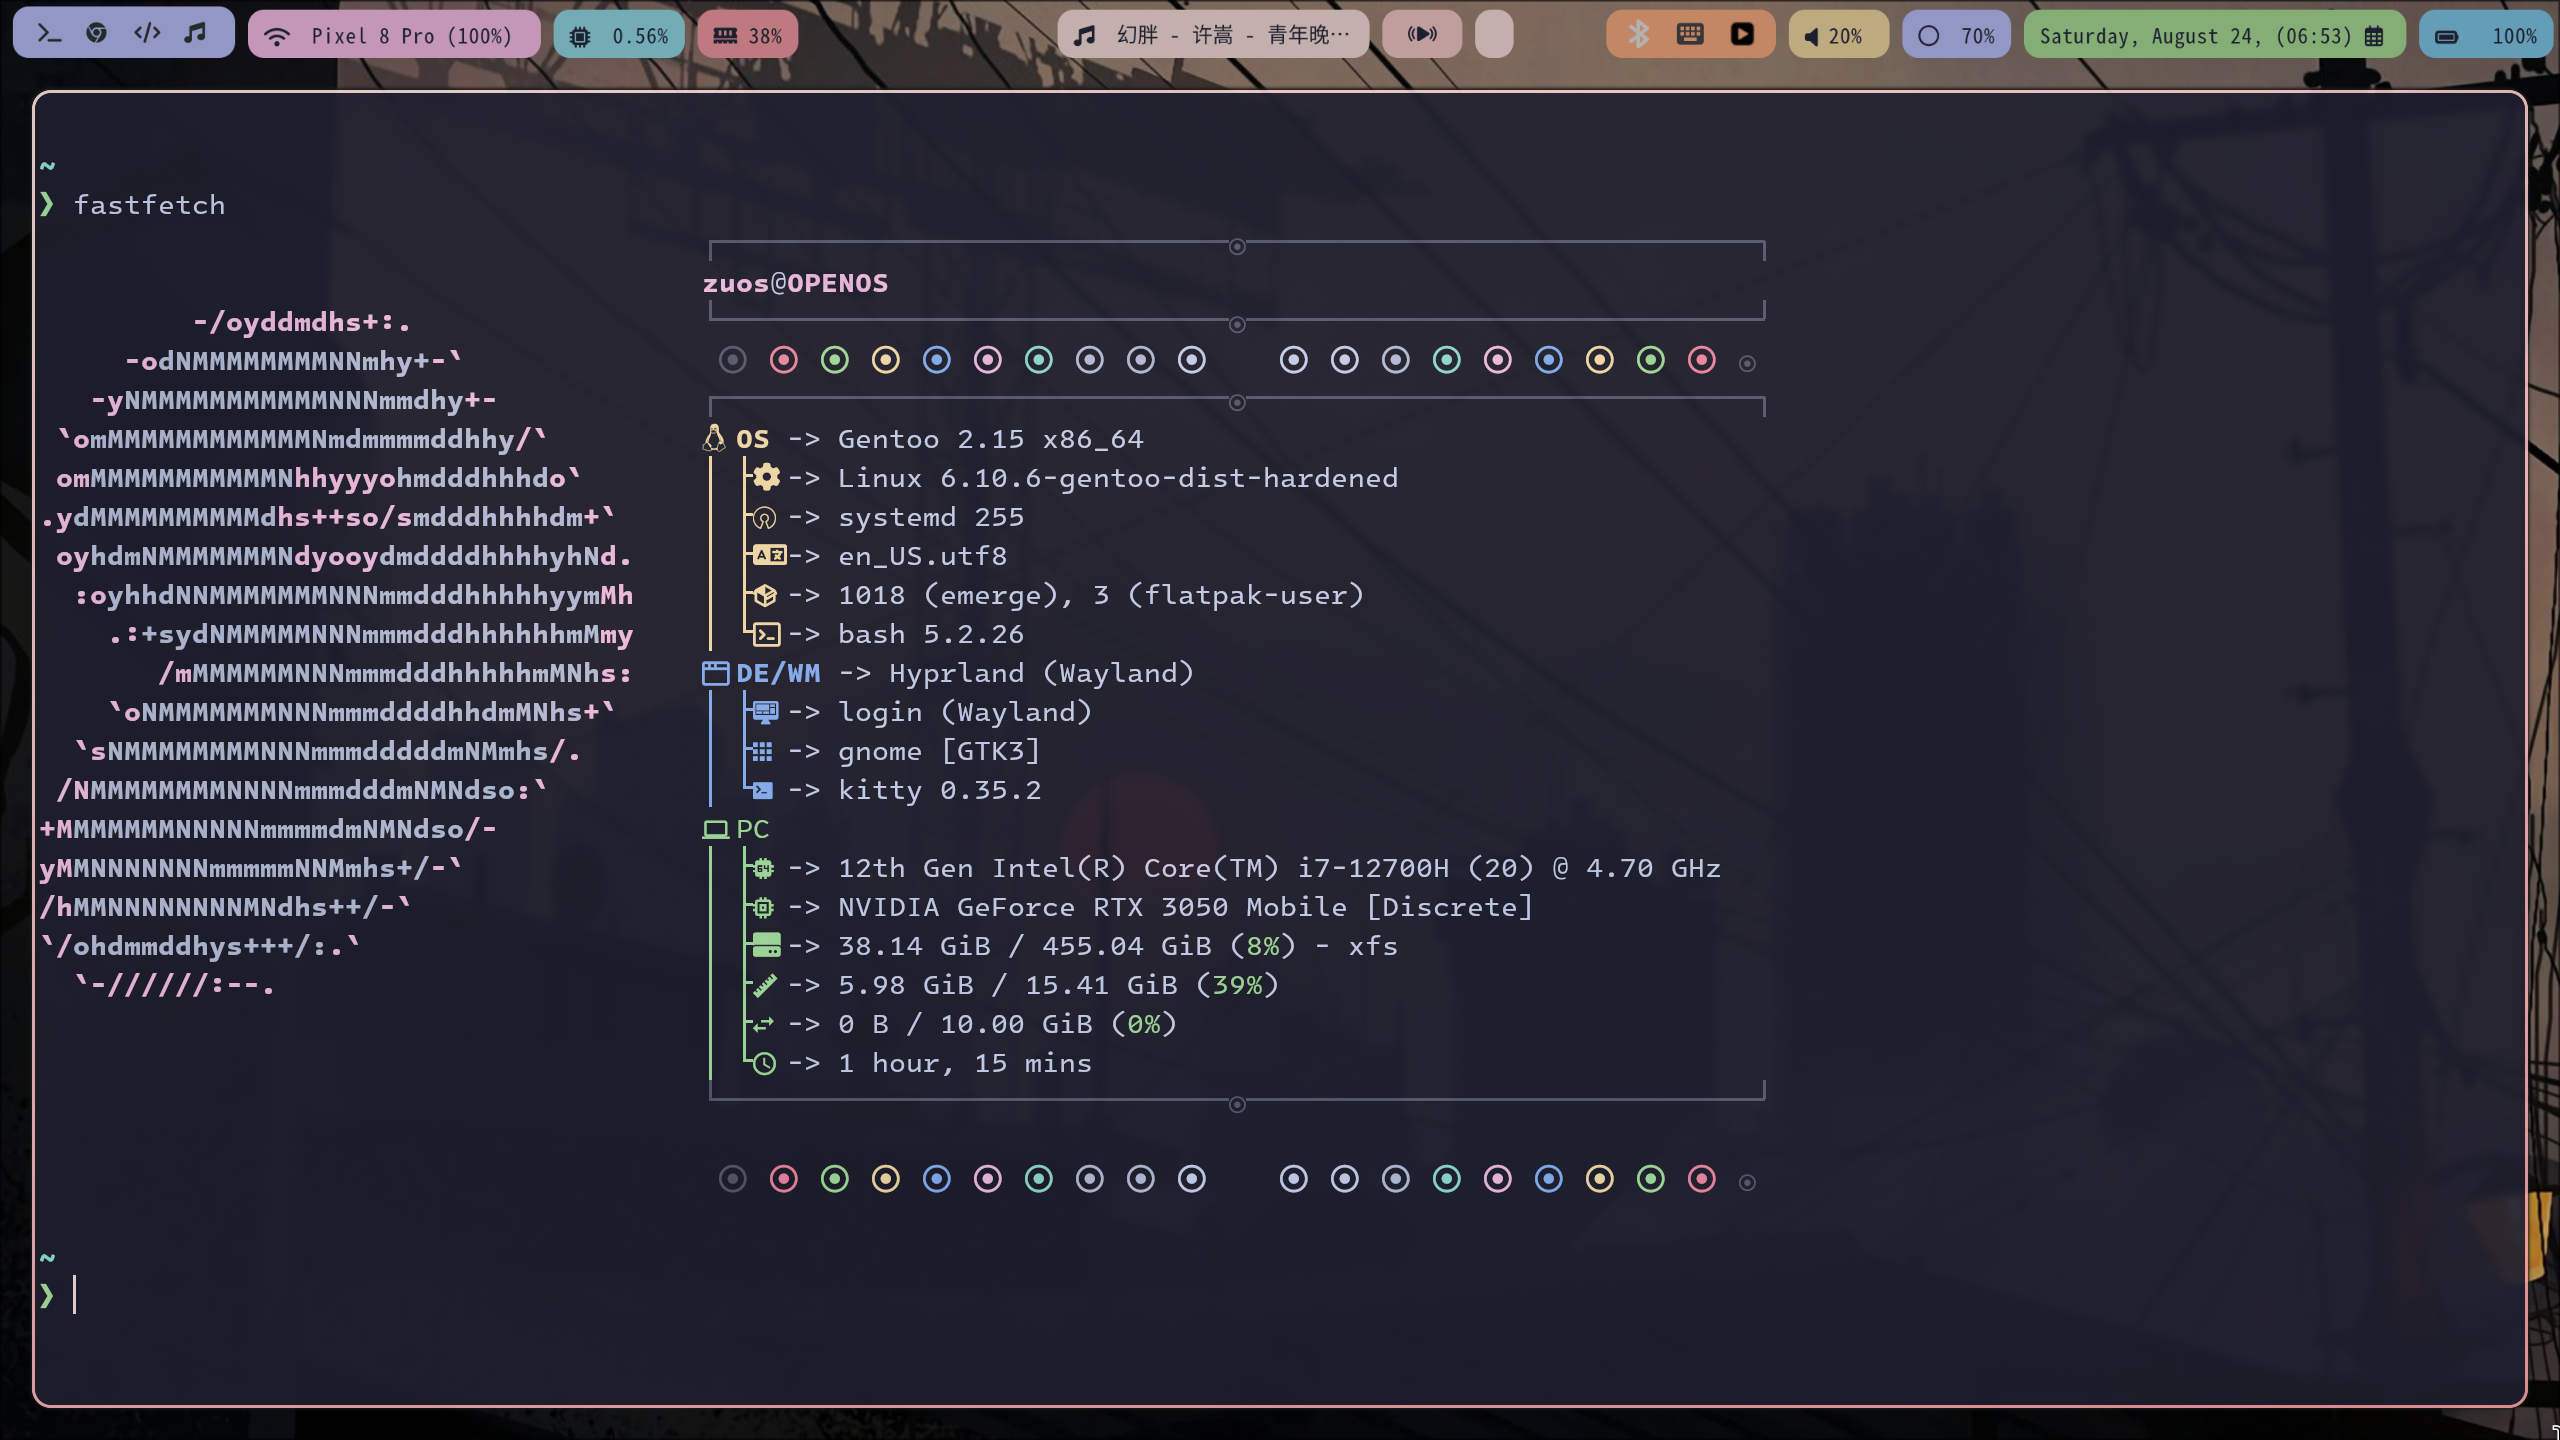 Pixel 8 Pro (100%)
0.56%
38%
幻胖 - 许嵩 - 青年晚⋯
20%
70%
Saturday, August 24, (06:53)
100%
~
❯ fastfetch
zuos@OPENOS
-/oyddmdhs+:.
-odNMMMMMMMMNNmhy+-`
-yNMMMMMMMMMMMNNNmmdhy+-
`omMMMMMMMMMMMMNmdmmmmddhhy/`
omMMMMMMMMMMMNhhyyyohmdddhhhdo`
.ydMMMMMMMMMMdhs++so/smdddhhhhdm+`
oyhdmNMMMMMMMNdyooydmddddhhhhyhNd.
:oyhhdNNMMMMMMMNNNmmdddhhhhhyymMh
.:+sydNMMMMMNNNmmmdddhhhhhhmMmy
/mMMMMMMNNNmmmdddhhhhhmMNhs:
`oNMMMMMMMNNNmmmddddhhdmMNhs+`
`sNMMMMMMMMNNNmmmdddddmNMmhs/.
/NMMMMMMMMNNNNmmmdddmNMNdso:`
+MMMMMMMNNNNNmmmmdmNMNdso/-
yMMNNNNNNNmmmmmNNMmhs+/-`
/hMMNNNNNNNNMNdhs++/-`
`/ohdmmddhys+++/:.`
`-//////:--.
OS -> Gentoo 2.15 x86_64
-> Linux 6.10.6-gentoo-dist-hardened
-> systemd 255
-> en_US.utf8
-> 1018 (emerge), 3 (flatpak-user)
-> bash 5.2.26
DE/WM -> Hyprland (Wayland)
-> login (Wayland)
-> gnome [GTK3]
-> kitty 0.35.2
PC
-> 12th Gen Intel(R) Core(TM) i7-12700H (20) @ 4.70 GHz
-> NVIDIA GeForce RTX 3050 Mobile [Discrete]
-> 38.14 GiB / 455.04 GiB (8%) - xfs
-> 5.98 GiB / 15.41 GiB (39%)
-> 0 B / 10.00 GiB (0%)
-> 1 hour, 15 mins
~
❯